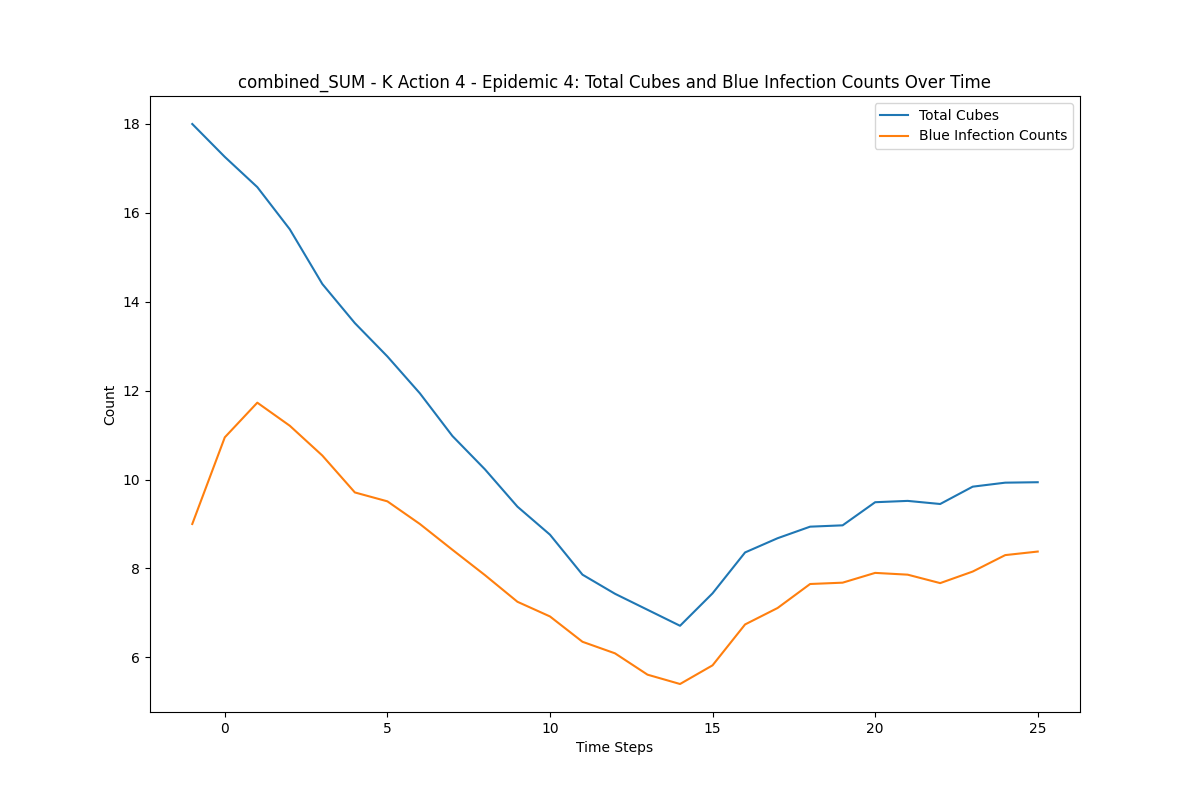 combined_SUM - K Action 4 - Epidemic 4: Total Cubes and Blue Infection Counts Over Time
Total Cubes
Blue Infection Counts
18
16
14
12
10
8
6
Count
0 5 10 15 20 25
Time Steps